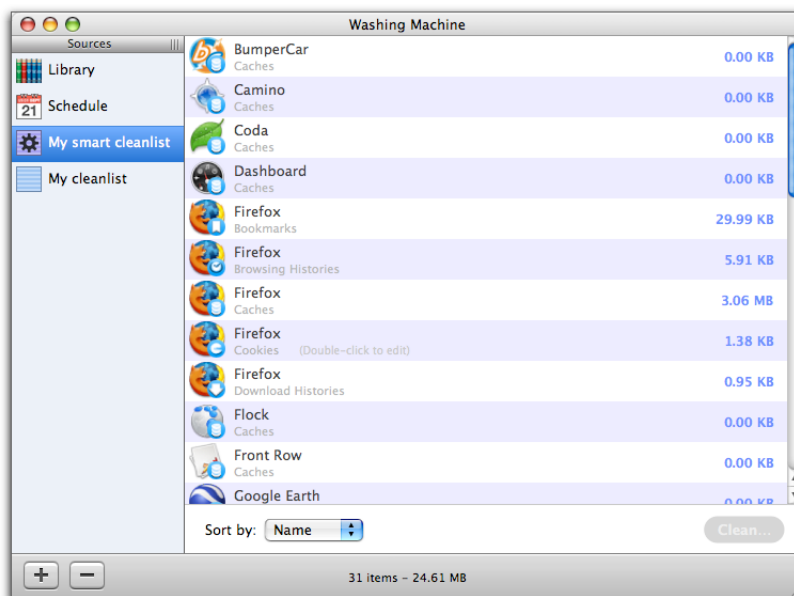 Washing Machine
Sources
Library
21
Schedule
My smart cleanlist
My cleanlist
BumperCar
Caches
0.00 KB
Camino
Caches
0.00 KB
Coda
Caches
0.00 KB
Dashboard
Caches
0.00 KB
Firefox
Bookmarks
29.99 KB
Firefox
Browsing Histories
5.91 KB
Firefox
Caches
3.06 MB
Firefox
Cookies (Double-click to edit)
1.38 KB
Firefox
Download Histories
0.95 KB
Flock
Caches
0.00 KB
Front Row
Caches
0.00 KB
Google Earth
0.00 KB
Sort by: Name
Clean...
31 items - 24.61 MB